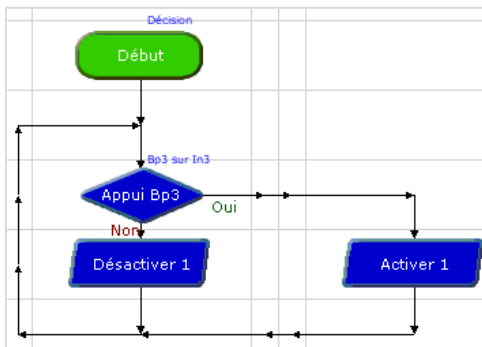 Décision
Début
Bp3 sur In3
Appui Bp3
Oui
Non
Désactiver 1
Activer 1